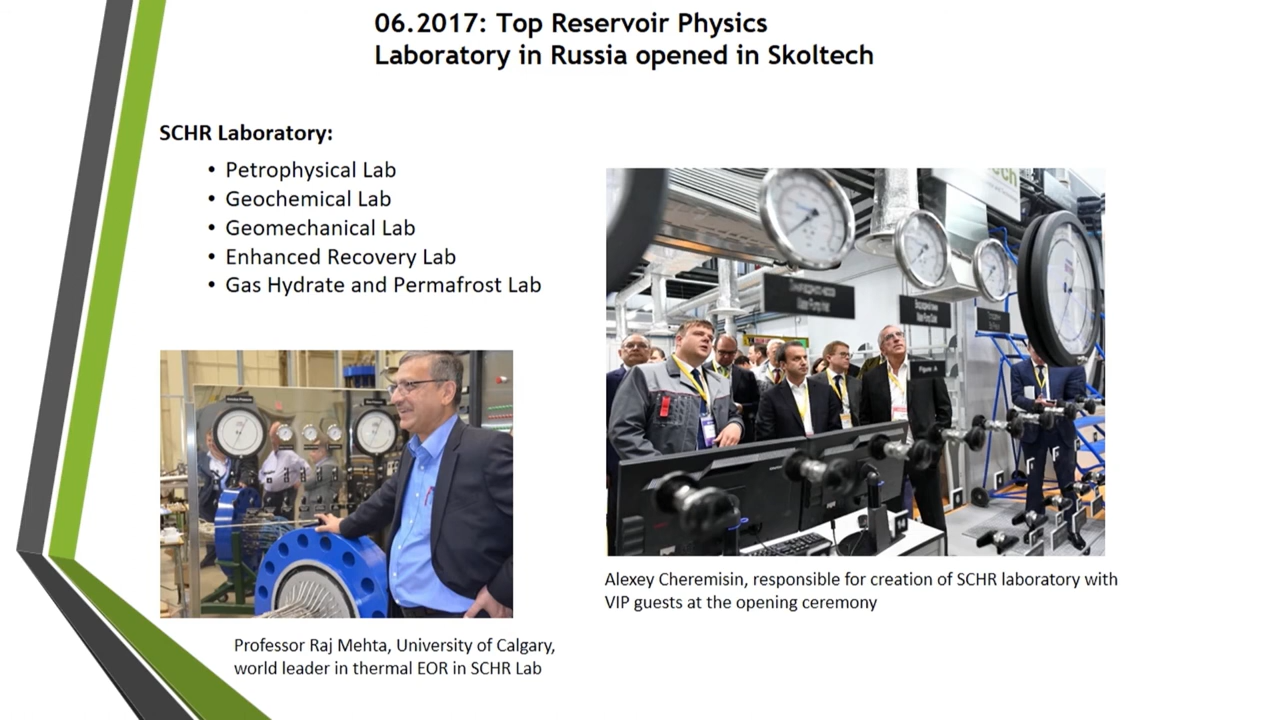 06.2017: Top Reservoir Physics
Laboratory in Russia opened in Skoltech
SCHR Laboratory:
• Petrophysical Lab
• Geochemical Lab
• Geomechanical Lab
• Enhanced Recovery Lab
• Gas Hydrate and Permafrost Lab
Alexey Cheremisin, responsible for creation of SCHR laboratory with
VIP guests at the opening ceremony
Professor Raj Mehta, University of Calgary,
world leader in thermal EOR in SCHR Lab